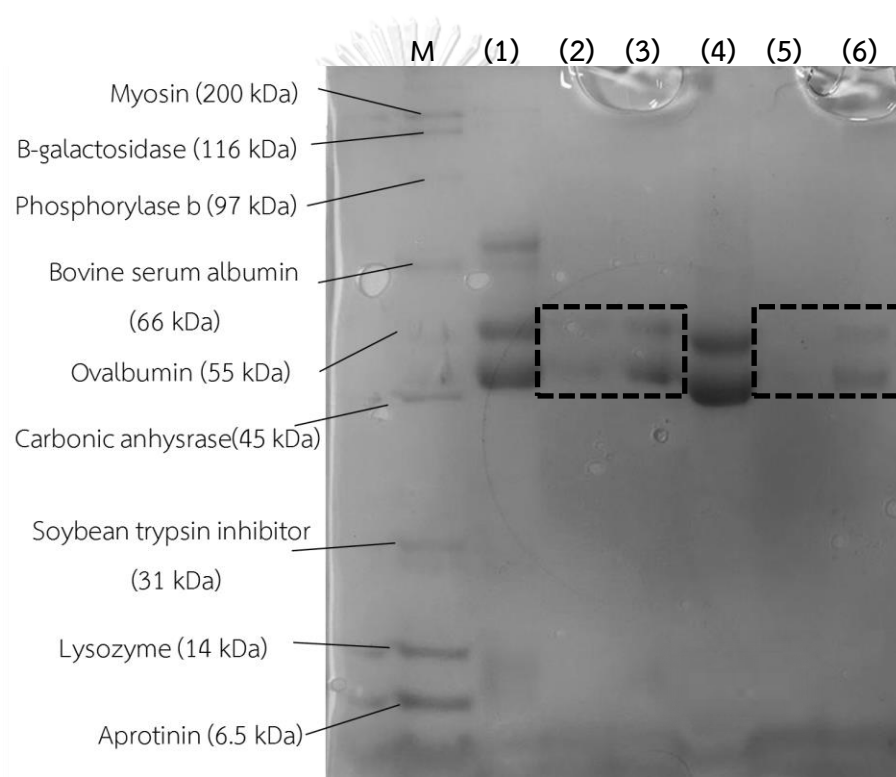 M (1) (2) (3) (4) (5) (6)
Myosin (200 kDa)
B-galactosidase (116 kDa)
Phosphorylase b (97 kDa)
Bovine serum albumin
(66 kDa)
Ovalbumin (55 kDa)
Carbonic anhysrase(45 kDa)
Soybean trypsin inhibitor
(31 kDa)
Lysozyme (14 kDa)
Aprotinin (6.5 kDa)